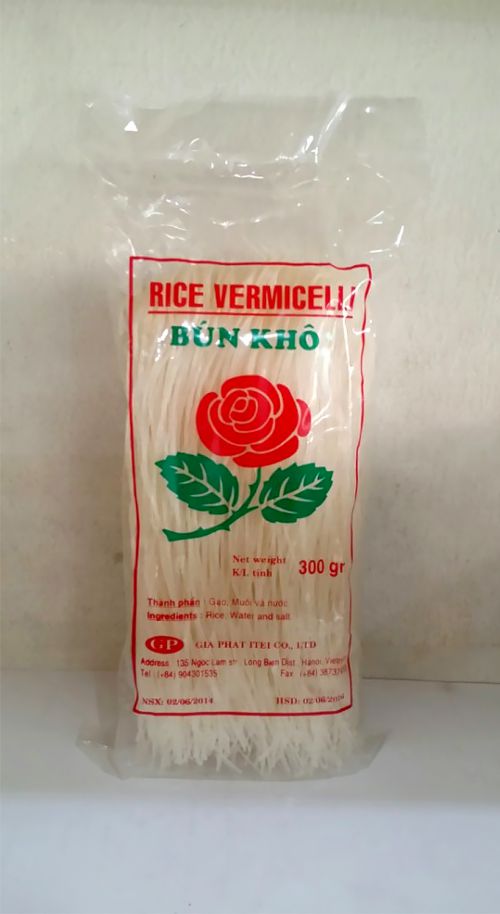 RICE VERMICELLI
BÚN KHÔ
Net weight
K/L tịnh
300 gr
Thành phần : Gạo, Muối và nước
Ingredients : Rice, Water and salt
GP
GIA PHAT ITEI CO., LTD
Address 135 Ngoc Lam str Long Bien Dist Hanoi, Vietnam
Tel (+84) 904301535 Fax (+84)
NSX: 02/06/2014 HSD: 02/06/2016